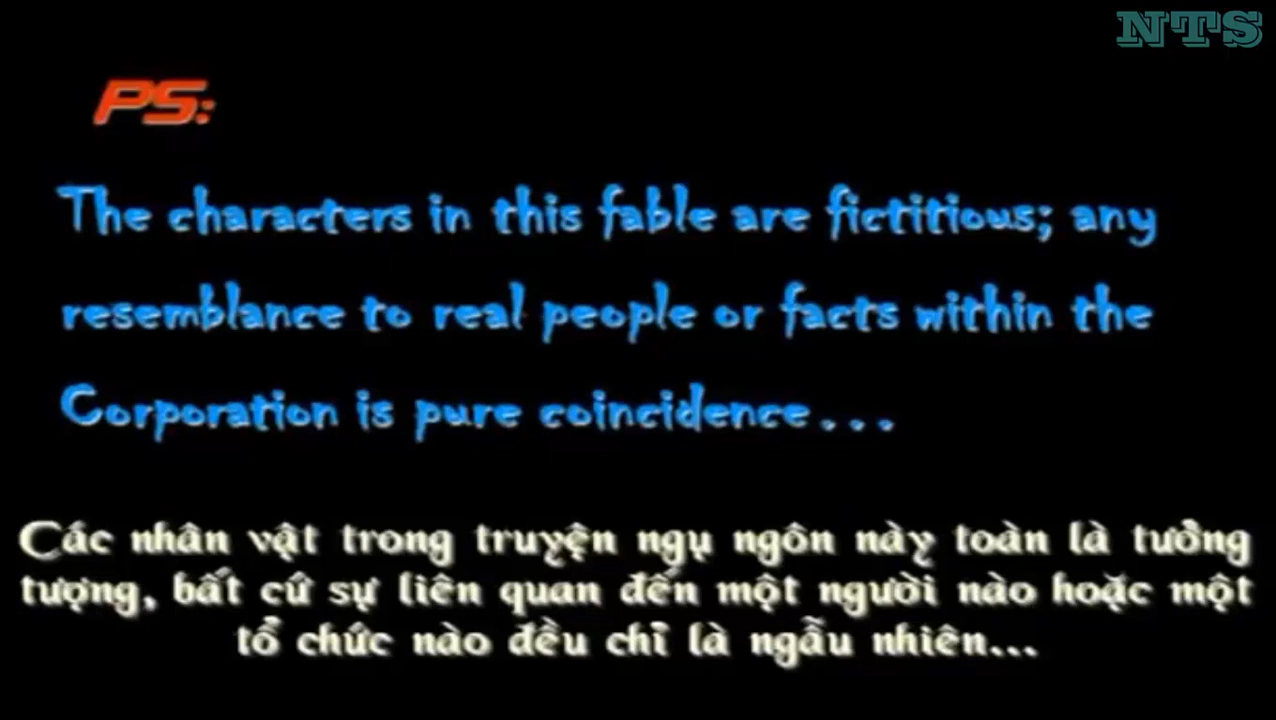 NTS
PS:
The characters in this fable are fictitious; any
resemblance to real people or facts within the
Corporation is pure coincidence...
Các nhân vật trong truyện ngụ ngôn này toàn là tưởng
tượng, bất cứ sự liên quan đến một người nào hoặc một
tổ chức nào đều chỉ là ngẫu nhiên...